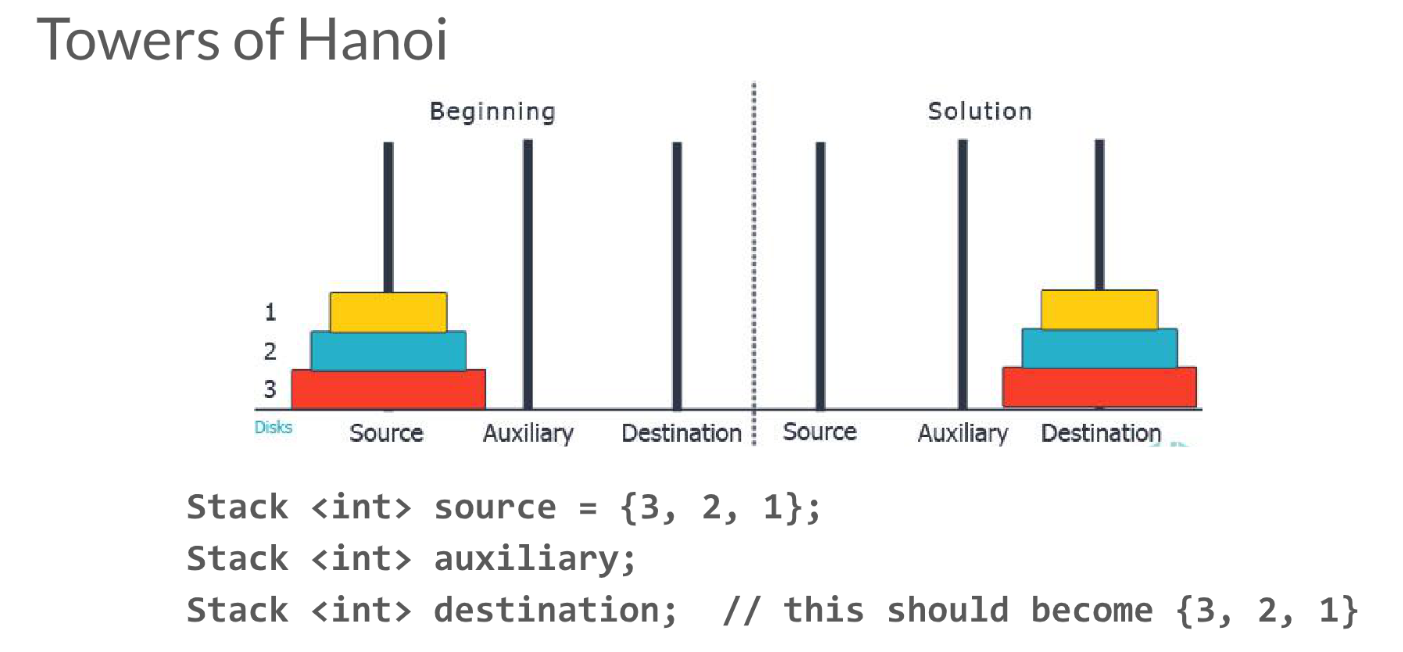 Towers of Hanoi
Beginning
Solution
1
2
3
Disks
Source
Auxiliary
Destination
Source
Auxiliary
Destination
Stack <int> source = {3, 2, 1};
Stack <int> auxiliary;
Stack <int> destination;  // this should become {3, 2, 1}